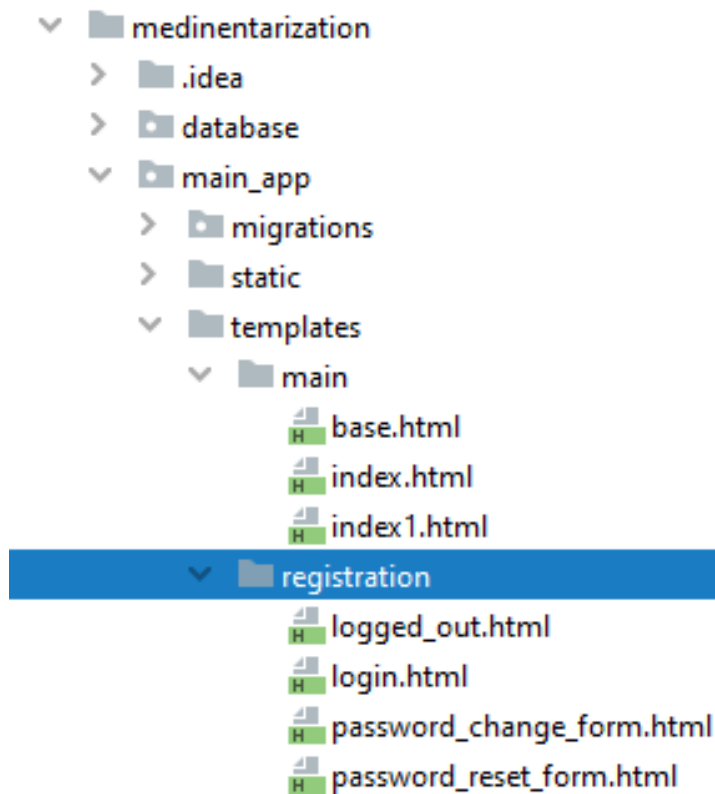 medinentarization
.idea
database
main_app
migrations
static
templates
main
base.html
index.html
index1.html
registration
logged_out.html
login.html
password_change_form.html
password_reset_form.html